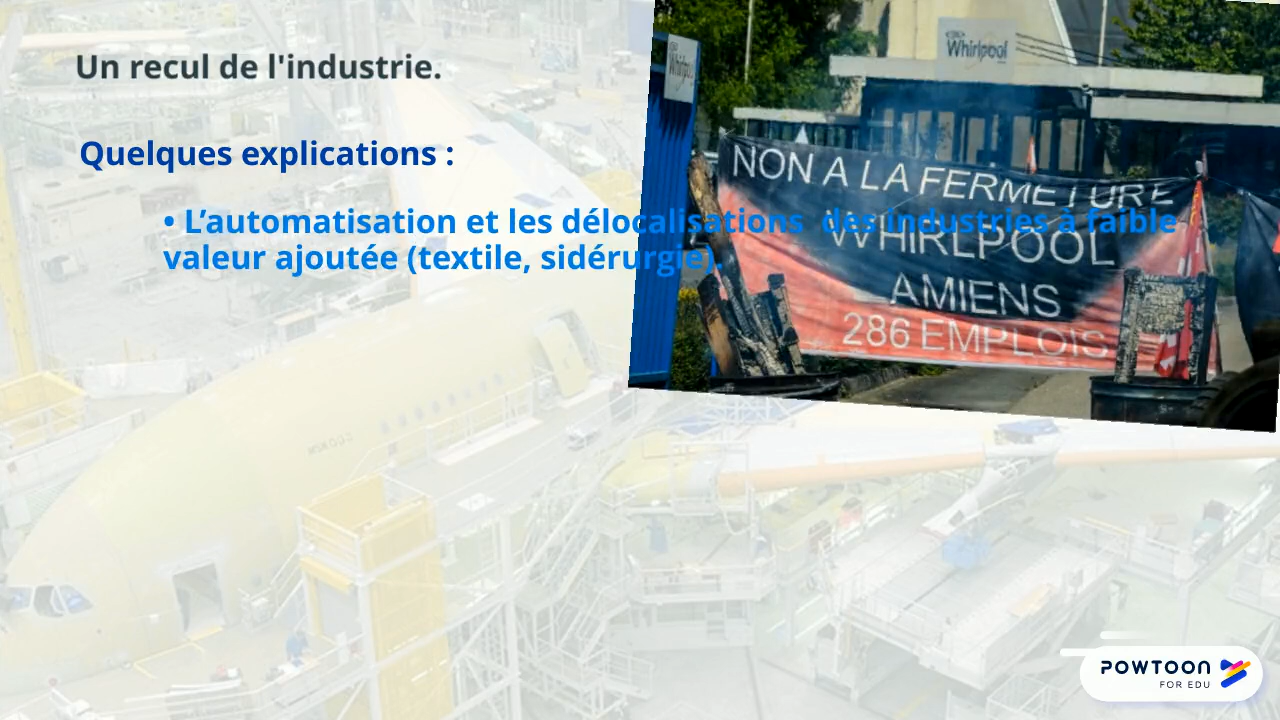 Un recul de l'industrie.
Quelques explications :
• L’automatisation et les délocalisations des industries à faible
valeur ajoutée (textile, sidérurgie).
Whirlpool
Whirlpool
NON A LA FERMETURE
WHIRLPOOL
AMIENS
286 EMPLOIS
POWTOON
FOR EDU